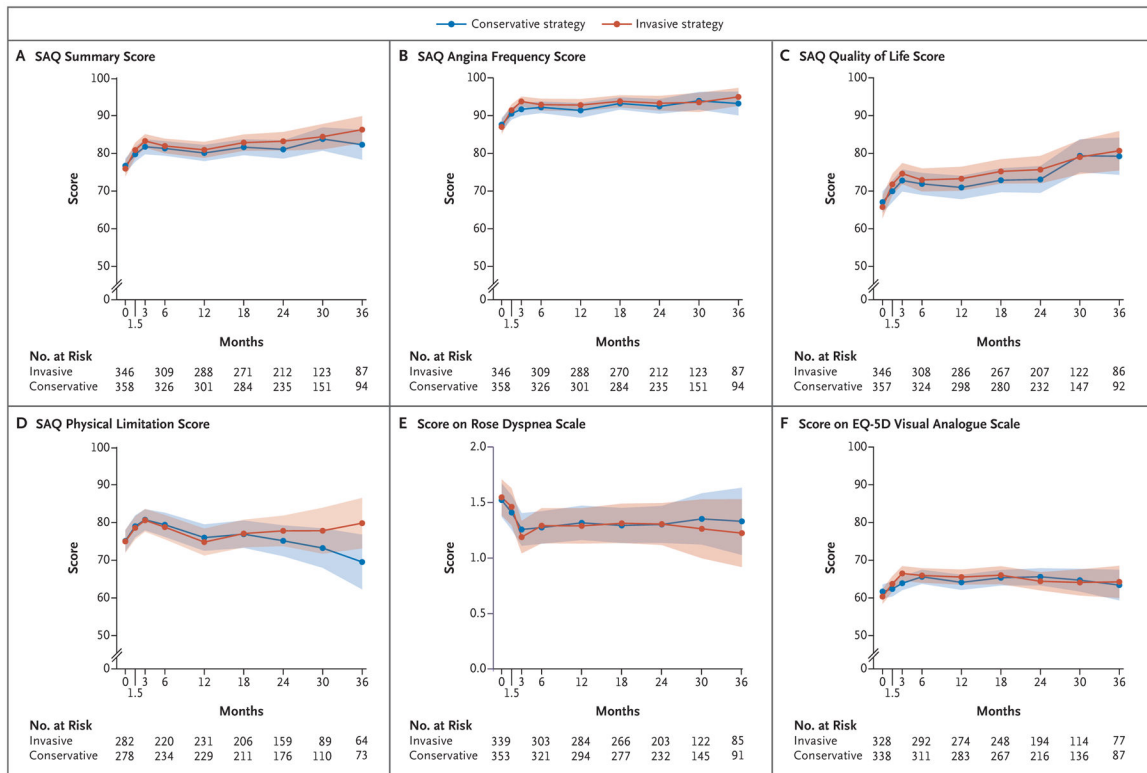 Conservative strategy Invasive strategy
A SAQ Summary Score
100
90
80
70
60
50
0
Score
0 3 6 12 18 24 30 36
1.5
Months
No. at Risk
Invasive 346 309 288 271 212 123 87
Conservative 358 326 301 284 235 151 94
B SAQ Angina Frequency Score
100
90
80
70
60
50
0
Score
0 3 6 12 18 24 30 36
1.5
Months
No. at Risk
Invasive 346 309 288 270 212 123 87
Conservative 358 326 301 284 235 151 94
C SAQ Quality of Life Score
100
90
80
70
60
50
0
Score
0 3 6 12 18 24 30 36
1.5
Months
No. at Risk
Invasive 346 308 286 267 207 122 86
Conservative 357 324 298 280 232 147 92
D SAQ Physical Limitation Score
100
90
80
70
60
50
0
Score
0 3 6 12 18 24 30 36
1.5
Months
No. at Risk
Invasive 282 220 231 206 159 89 64
Conservative 278 234 229 211 176 110 73
E Score on Rose Dyspnea Scale
2.0
1.5
1.0
0.5
0.0
Score
0 3 6 12 18 24 30 36
1.5
Months
No. at Risk
Invasive 339 303 284 266 203 122 85
Conservative 353 321 294 277 232 145 91
F Score on EQ-5D Visual Analogue Scale
100
90
80
70
60
50
0
Score
0 3 6 12 18 24 30 36
1.5
Months
No. at Risk
Invasive 328 292 274 248 194 114 77
Conservative 338 311 283 267 216 136 87